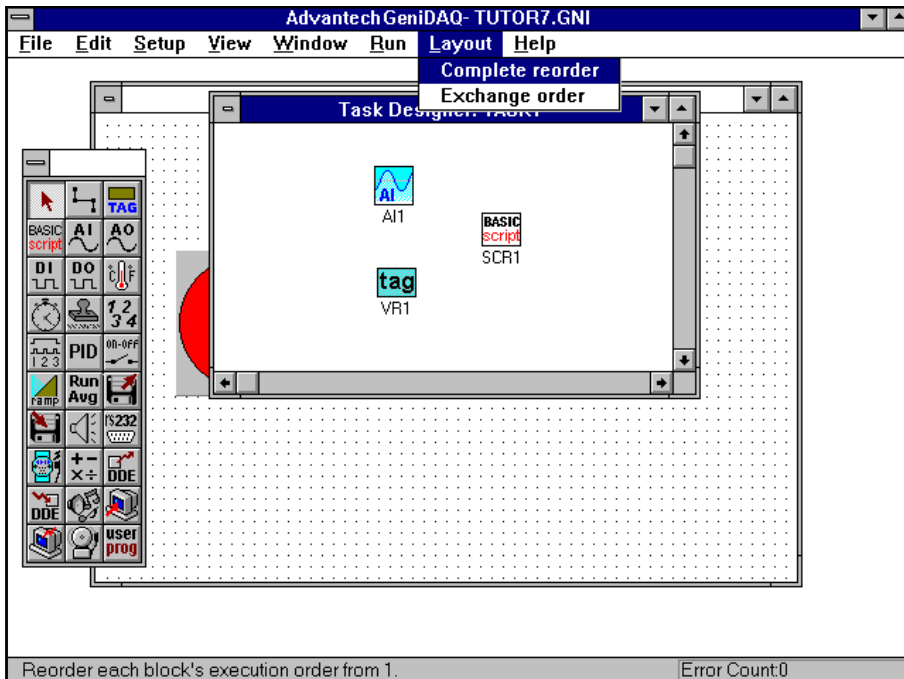 Advantech GeniDAQ- TUTOR7.GNI
File Edit Setup View Window Run Layout Help
Complete reorder
Exchange order
Task Designer: TASK1
AI
AI1
BASIC
script
SCR1
tag
VR1
TAG
BASIC script AI AO
DI DO °C °F
1 2 3 4
1 2 3 PID on-off
ramp Run Avg
rs232
+ - × ÷ DDE
DDE
user prog
Reorder each block's execution order from 1.
Error Count:0